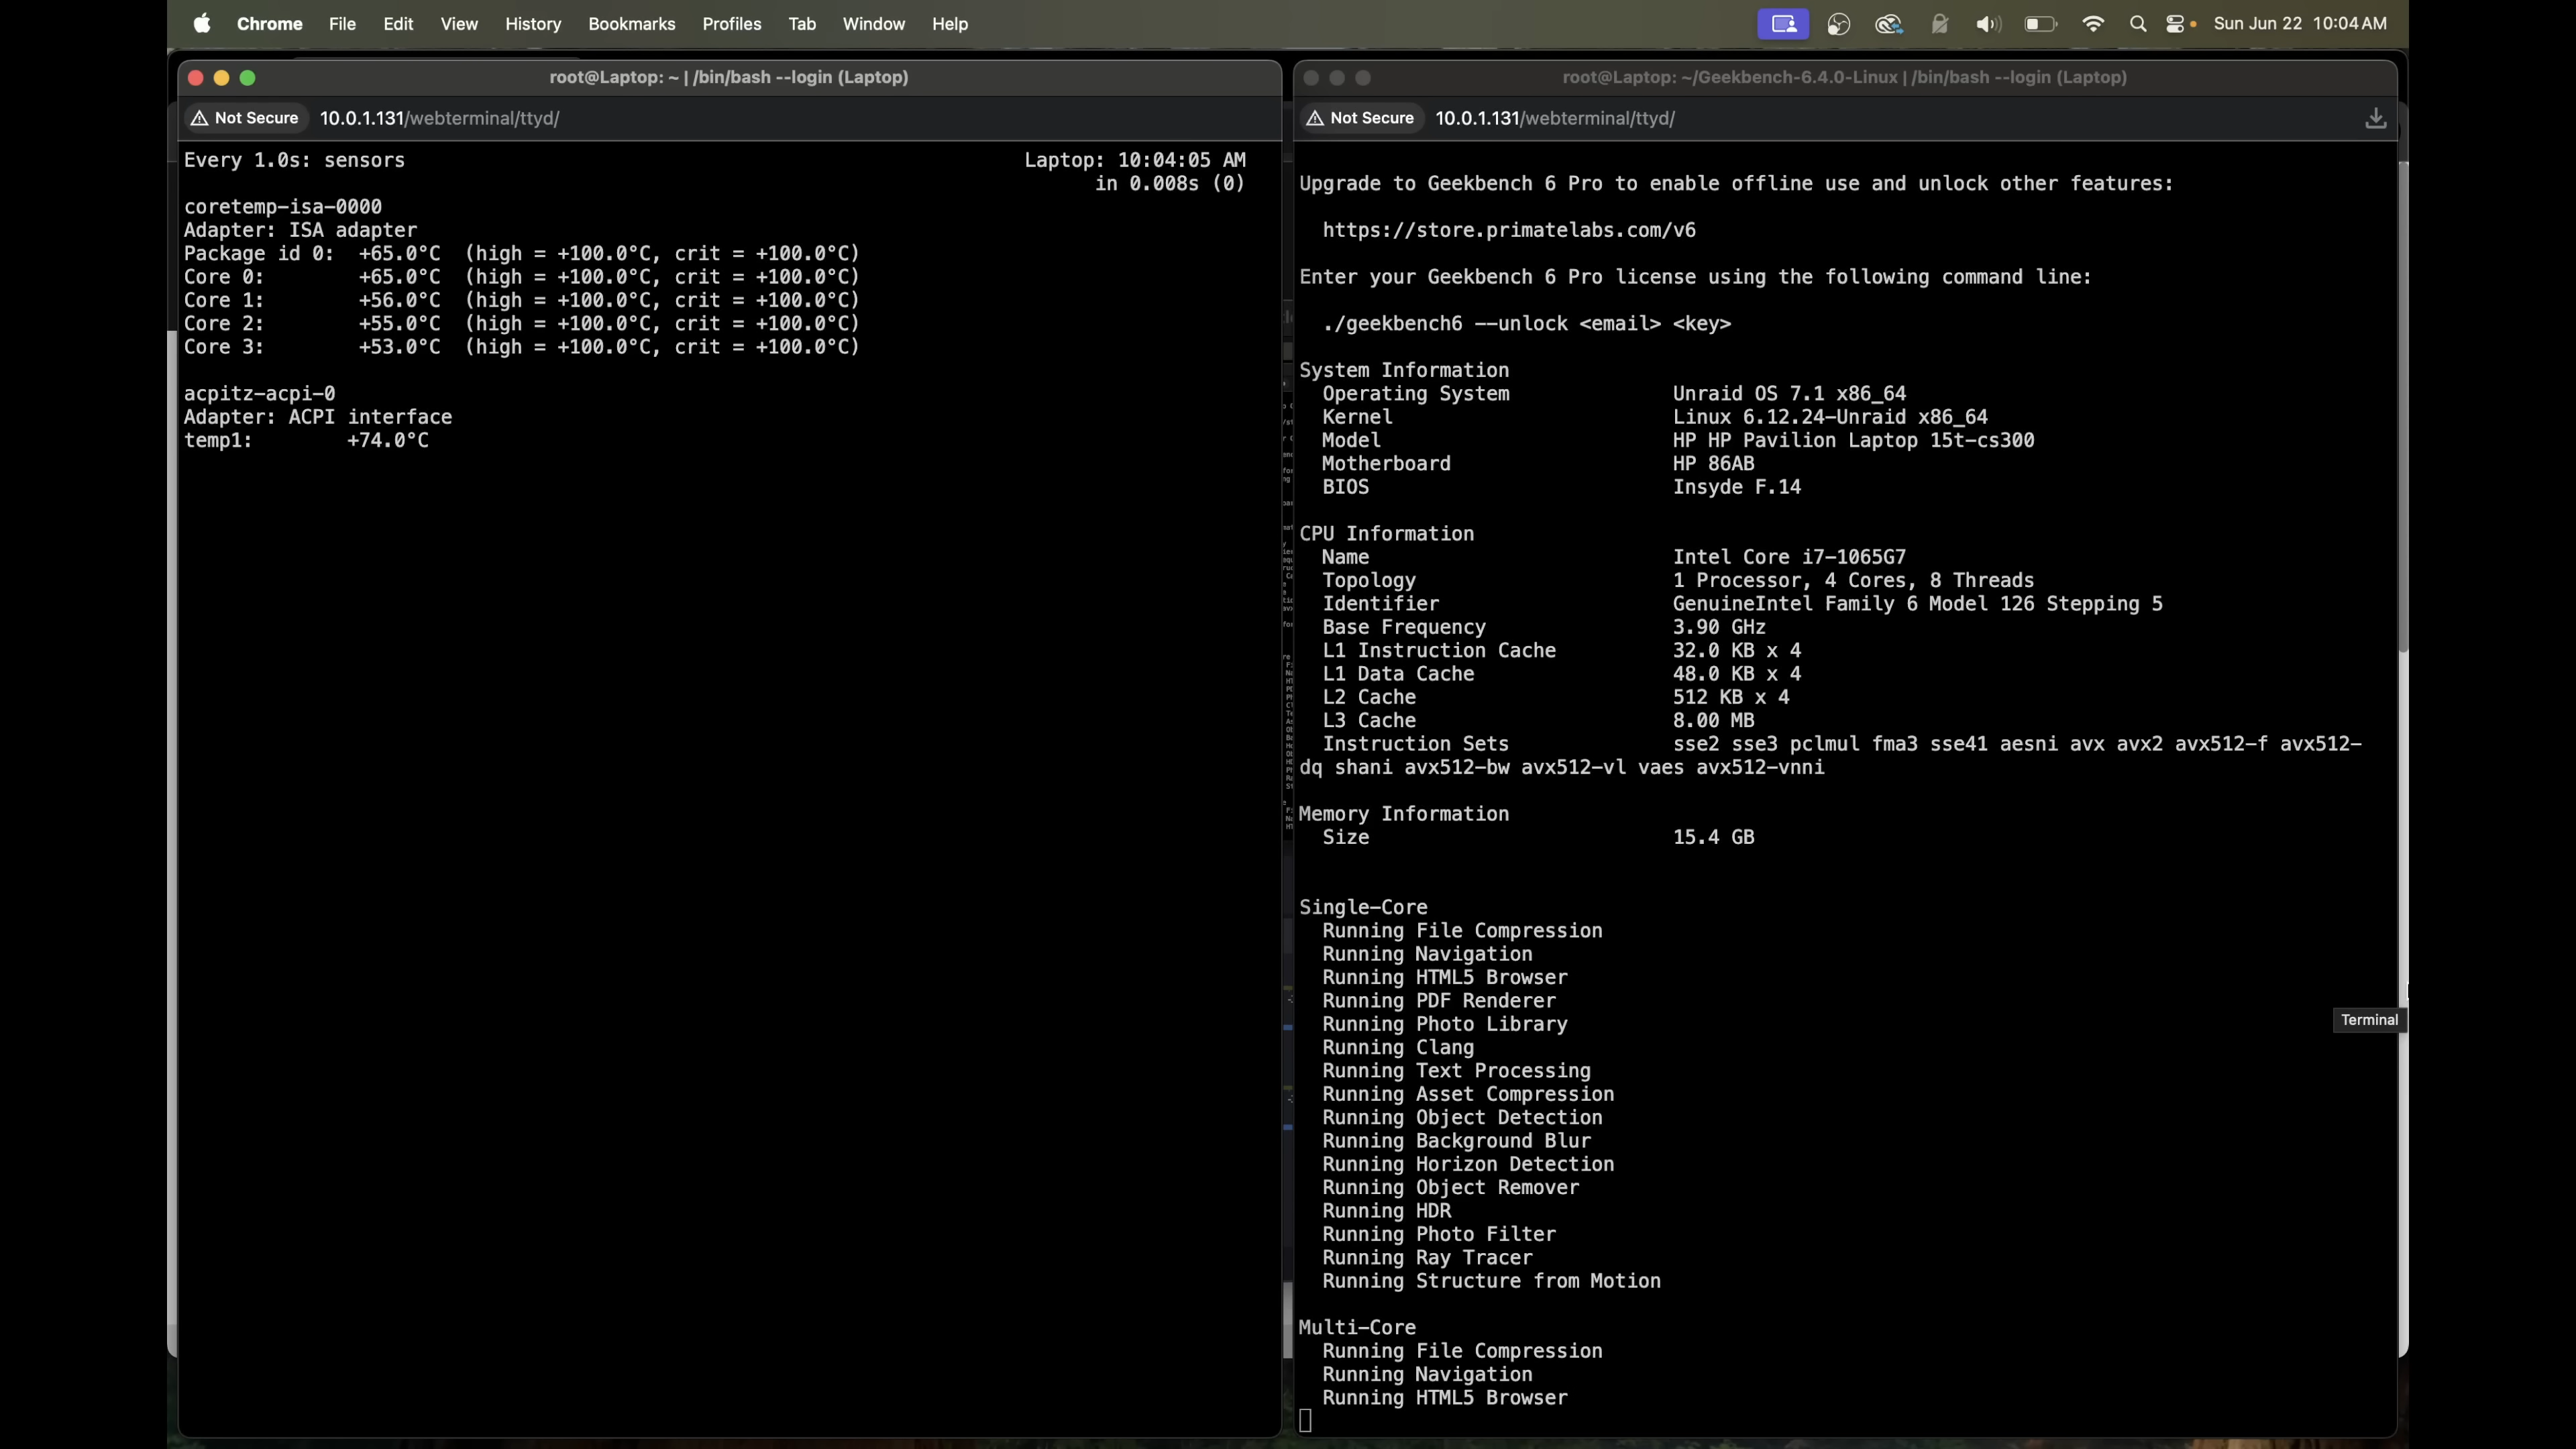 Chrome File Edit View History Bookmarks Profiles Tab Window Help Sun Jun 22 10:04 AM
root@Laptop: ~ | /bin/bash --login (Laptop)
Not Secure 10.0.1.131/webterminal/ttyd/
Every 1.0s: sensors Laptop: 10:04:05 AM
in 0.008s (0)
coretemp-isa-0000
Adapter: ISA adapter
Package id 0: +65.0°C (high = +100.0°C, crit = +100.0°C)
Core 0: +65.0°C (high = +100.0°C, crit = +100.0°C)
Core 1: +56.0°C (high = +100.0°C, crit = +100.0°C)
Core 2: +55.0°C (high = +100.0°C, crit = +100.0°C)
Core 3: +53.0°C (high = +100.0°C, crit = +100.0°C)
acpitz-acpi-0
Adapter: ACPI interface
temp1: +74.0°C
root@Laptop: ~/Geekbench-6.4.0-Linux | /bin/bash --login (Laptop)
Not Secure 10.0.1.131/webterminal/ttyd/
Upgrade to Geekbench 6 Pro to enable offline use and unlock other features:
https://store.primatelabs.com/v6
Enter your Geekbench 6 Pro license using the following command line:
./geekbench6 --unlock <email> <key>
System Information
Operating System Unraid OS 7.1 x86_64
Kernel Linux 6.12.24-Unraid x86_64
Model HP HP Pavilion Laptop 15t-cs300
Motherboard HP 86AB
BIOS Insyde F.14
CPU Information
Name Intel Core i7-1065G7
Topology 1 Processor, 4 Cores, 8 Threads
Identifier GenuineIntel Family 6 Model 126 Stepping 5
Base Frequency 3.90 GHz
L1 Instruction Cache 32.0 KB x 4
L1 Data Cache 48.0 KB x 4
L2 Cache 512 KB x 4
L3 Cache 8.00 MB
Instruction Sets sse2 sse3 pclmul fma3 sse41 aesni avx avx2 avx512-f avx512-
dq shani avx512-bw avx512-vl vaes avx512-vnni
Memory Information
Size 15.4 GB
Single-Core
Running File Compression
Running Navigation
Running HTML5 Browser
Running PDF Renderer
Running Photo Library
Running Clang
Running Text Processing
Running Asset Compression
Running Object Detection
Running Background Blur
Running Horizon Detection
Running Object Remover
Running HDR
Running Photo Filter
Running Ray Tracer
Running Structure from Motion
Multi-Core
Running File Compression
Running Navigation
Running HTML5 Browser
Terminal